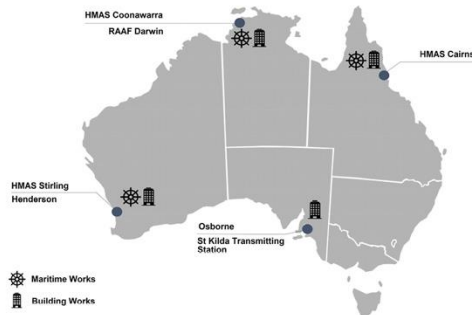 HMAS Coonawarra
RAAF Darwin
HMAS Cairns
HMAS Stirling
Henderson
Osborne
St Kilda Transmitting
Station
Maritime Works
Building Works